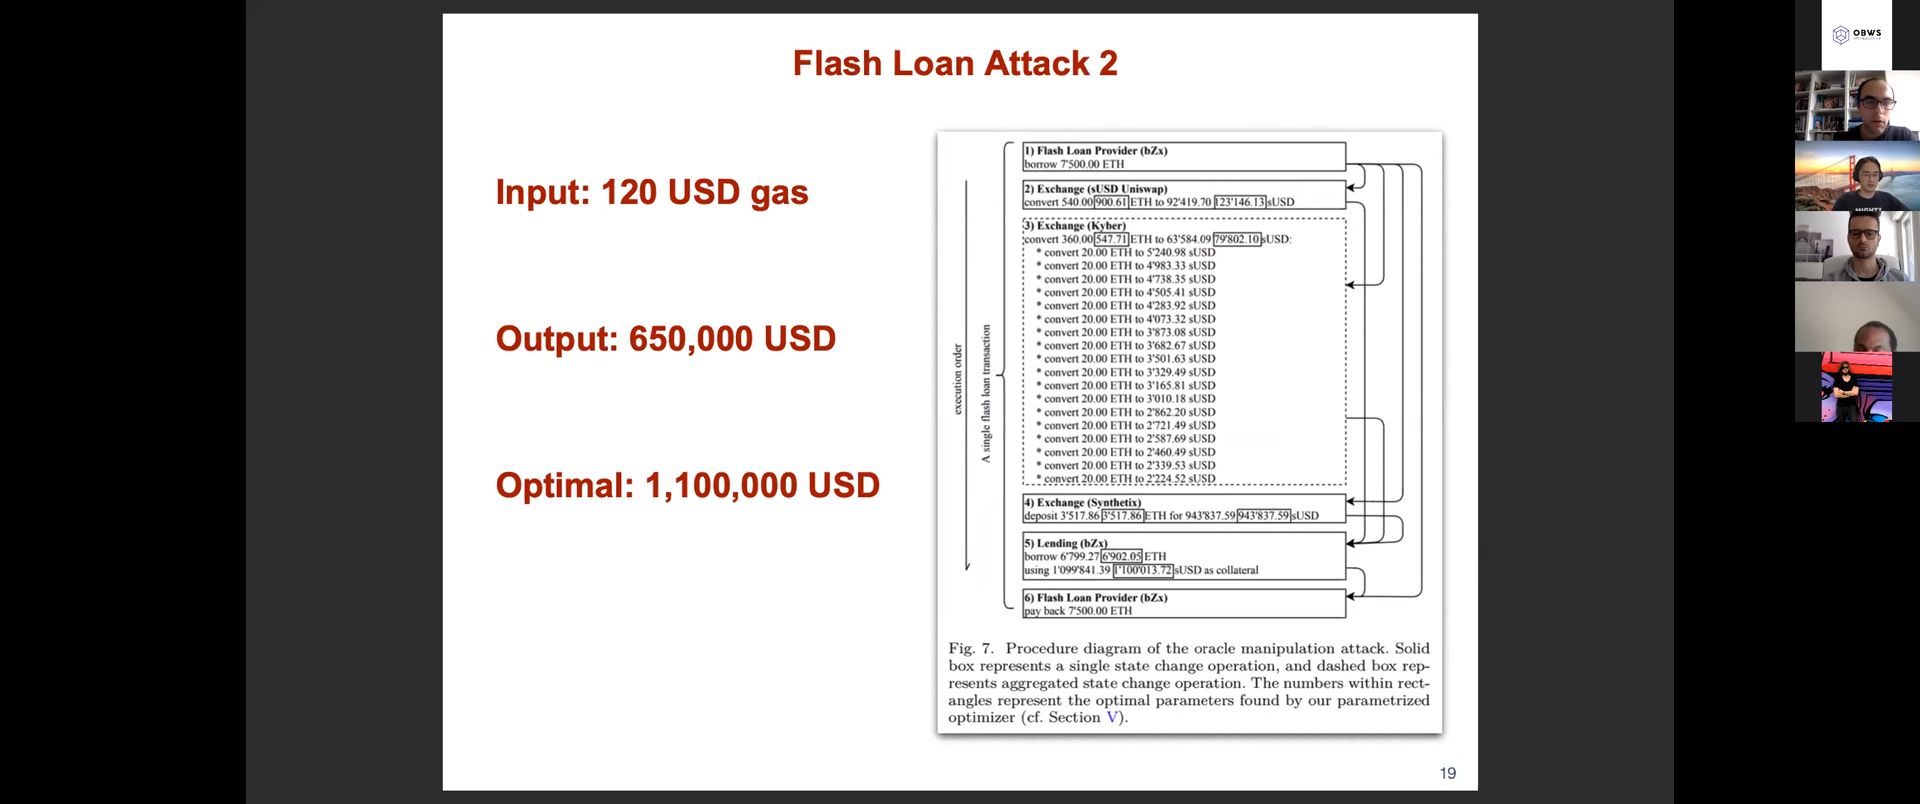 Flash Loan Attack 2
Input: 120 USD gas
Output: 650,000 USD
Optimal: 1,100,000 USD
execution order
A single flash loan transaction
1) Flash Loan Provider (bZx)
borrow 7'500.00 ETH
2) Exchange (sUSD Uniswap)
convert 540.00 900.61 ETH to 92'419.70 123'146.13 sUSD
3) Exchange (Kyber)
convert 360.00 547.71 ETH to 63'584.09 79'802.10 sUSD:
* convert 20.00 ETH to 5'240.98 sUSD
* convert 20.00 ETH to 4'983.33 sUSD
* convert 20.00 ETH to 4'738.35 sUSD
* convert 20.00 ETH to 4'505.41 sUSD
* convert 20.00 ETH to 4'283.92 sUSD
* convert 20.00 ETH to 4'073.32 sUSD
* convert 20.00 ETH to 3'873.08 sUSD
* convert 20.00 ETH to 3'682.67 sUSD
* convert 20.00 ETH to 3'501.63 sUSD
* convert 20.00 ETH to 3'329.49 sUSD
* convert 20.00 ETH to 3'165.81 sUSD
* convert 20.00 ETH to 3'010.18 sUSD
* convert 20.00 ETH to 2'862.20 sUSD
* convert 20.00 ETH to 2'721.49 sUSD
* convert 20.00 ETH to 2'587.69 sUSD
* convert 20.00 ETH to 2'460.49 sUSD
* convert 20.00 ETH to 2'339.53 sUSD
* convert 20.00 ETH to 2'224.52 sUSD
4) Exchange (Synthetix)
deposit 3'517.86 3'517.86 ETH for 943'837.59 943'837.59 sUSD
5) Lending (bZx)
borrow 6'799.27 6'902.05 ETH
using 1'099'841.39 1'100'013.72 sUSD as collateral
6) Flash Loan Provider (bZx)
pay back 7'500.00 ETH
Fig. 7. Procedure diagram of the oracle manipulation attack. Solid
box represents a single state change operation, and dashed box rep-
resents aggregated state change operation. The numbers within rect-
angles represent the optimal parameters found by our parametrized
optimizer (cf. Section V).
19
OBWS
MIGHTY